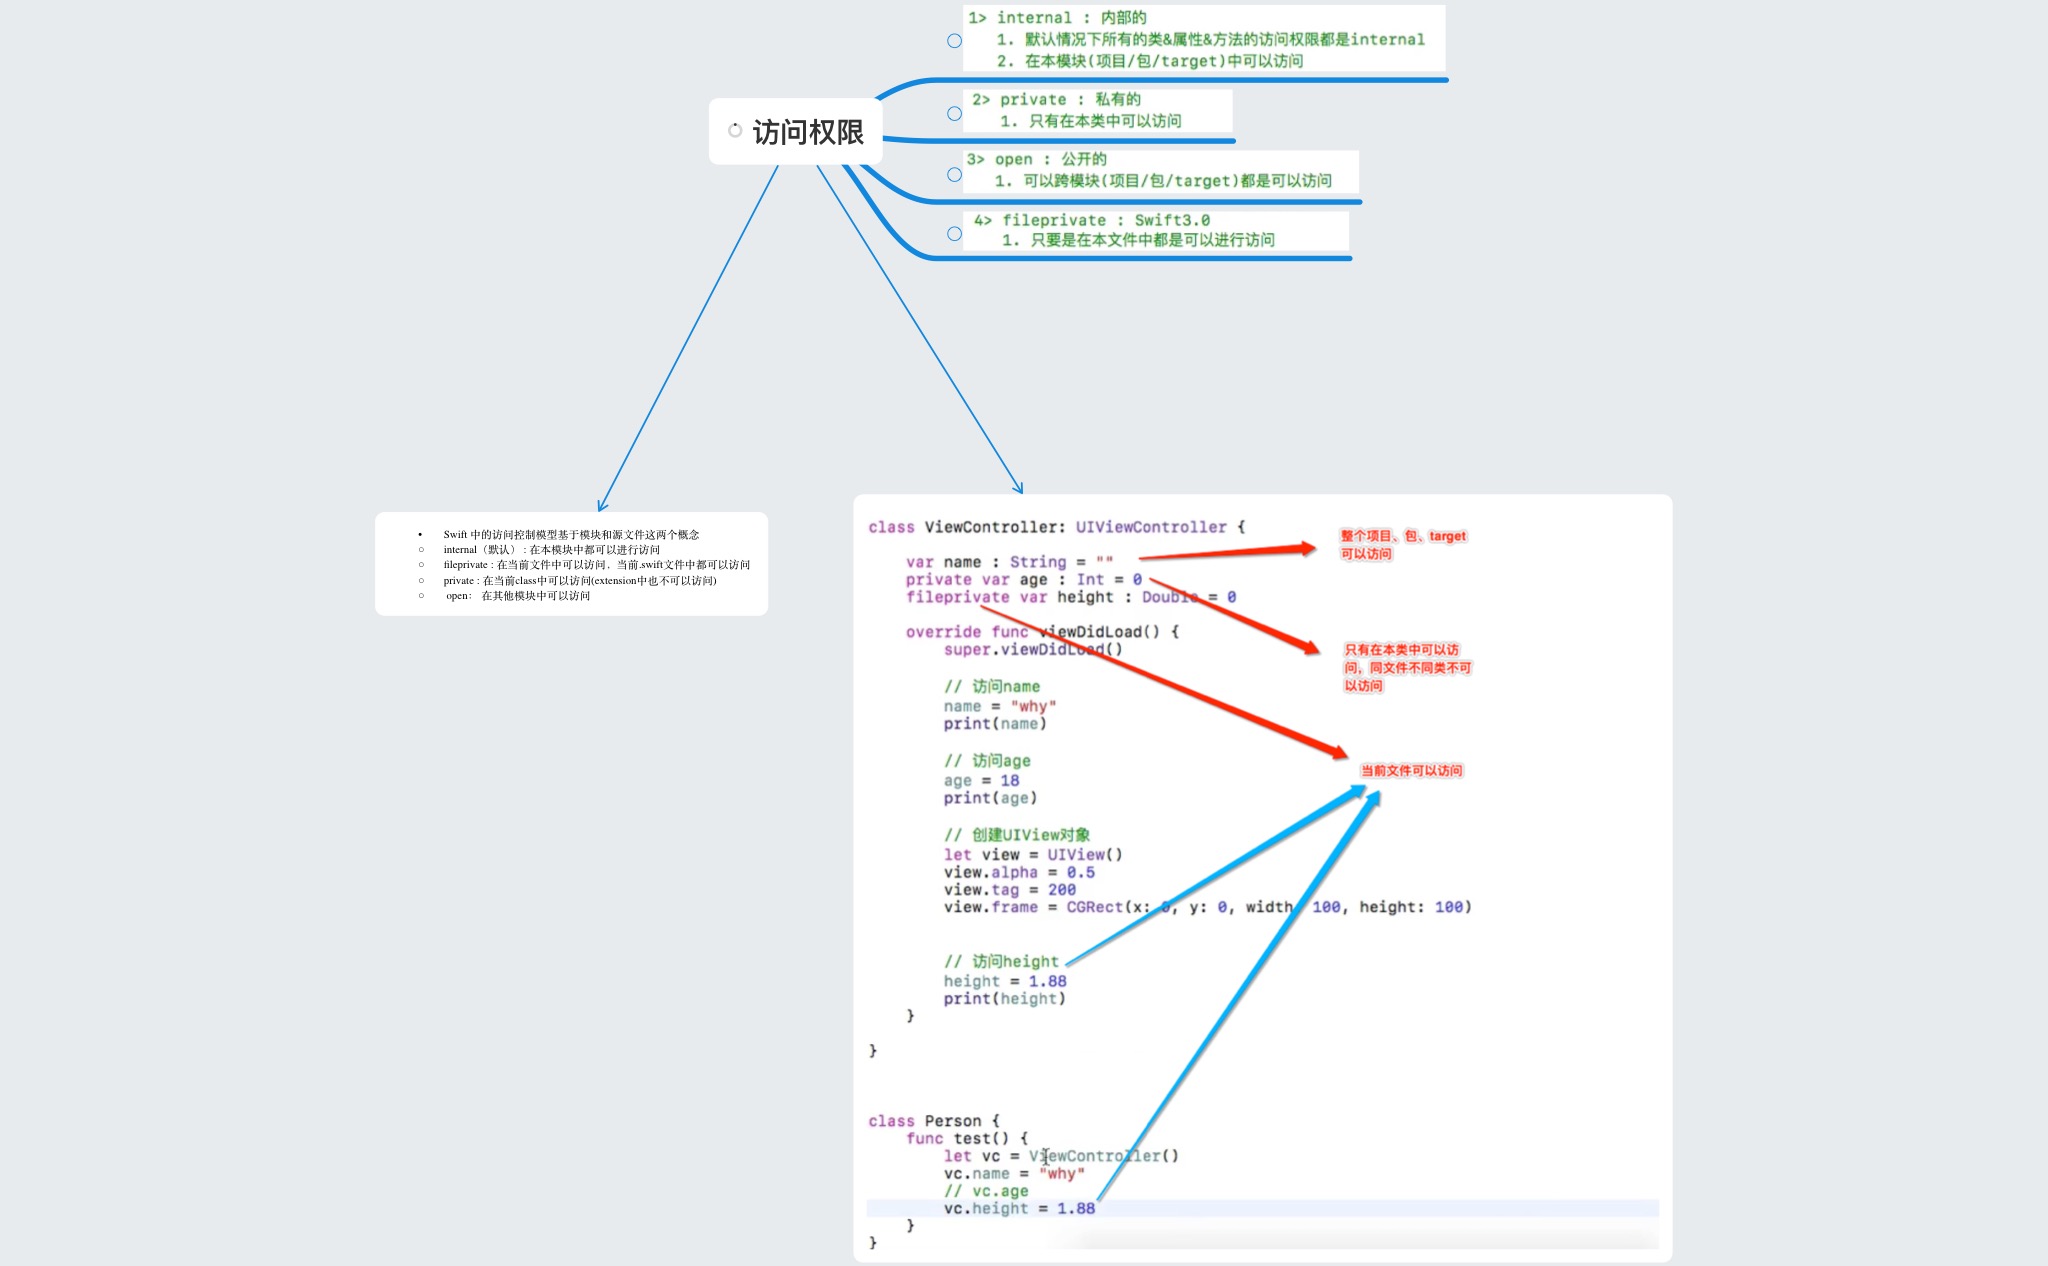 1> internal : 内部的
1. 默认情况下所有的类&属性&方法的访问权限都是internal
2. 在本模块(项目/包/target)中可以访问
访问权限
2> private : 私有的
1. 只有在本类中可以访问
3> open : 公开的
1. 可以跨模块(项目/包/target)都是可以访问
4> fileprivate : Swift3.0
1. 只要是在本文件中都是可以进行访问
• Swift 中的访问控制模型基于模块和源文件这两个概念
○ internal（默认） : 在本模块中都可以进行访问
○ fileprivate : 在当前文件中可以访问，当前.swift文件中都可以访问
○ private : 在当前class中可以访问(extension中也不可以访问)
○ open： 在其他模块中可以访问
class ViewController: UIViewController {
var name : String = ""
private var age : Int = 0
fileprivate var height : Double = 0
override func viewDidLoad() {
super.viewDidLoad()
// 访问name
name = "why"
print(name)
// 访问age
age = 18
print(age)
// 创建UIView对象
let view = UIView()
view.alpha = 0.5
view.tag = 200
view.frame = CGRect(x: 0, y: 0, width: 100, height: 100)
// 访问height
height = 1.88
print(height)
}
}
class Person {
func test() {
let vc = ViewController()
vc.name = "why"
// vc.age
vc.height = 1.88
}
}
整个项目、包、target
可以访问
只有在本类中可以访
问，同文件不同类不可
以访问
当前文件可以访问